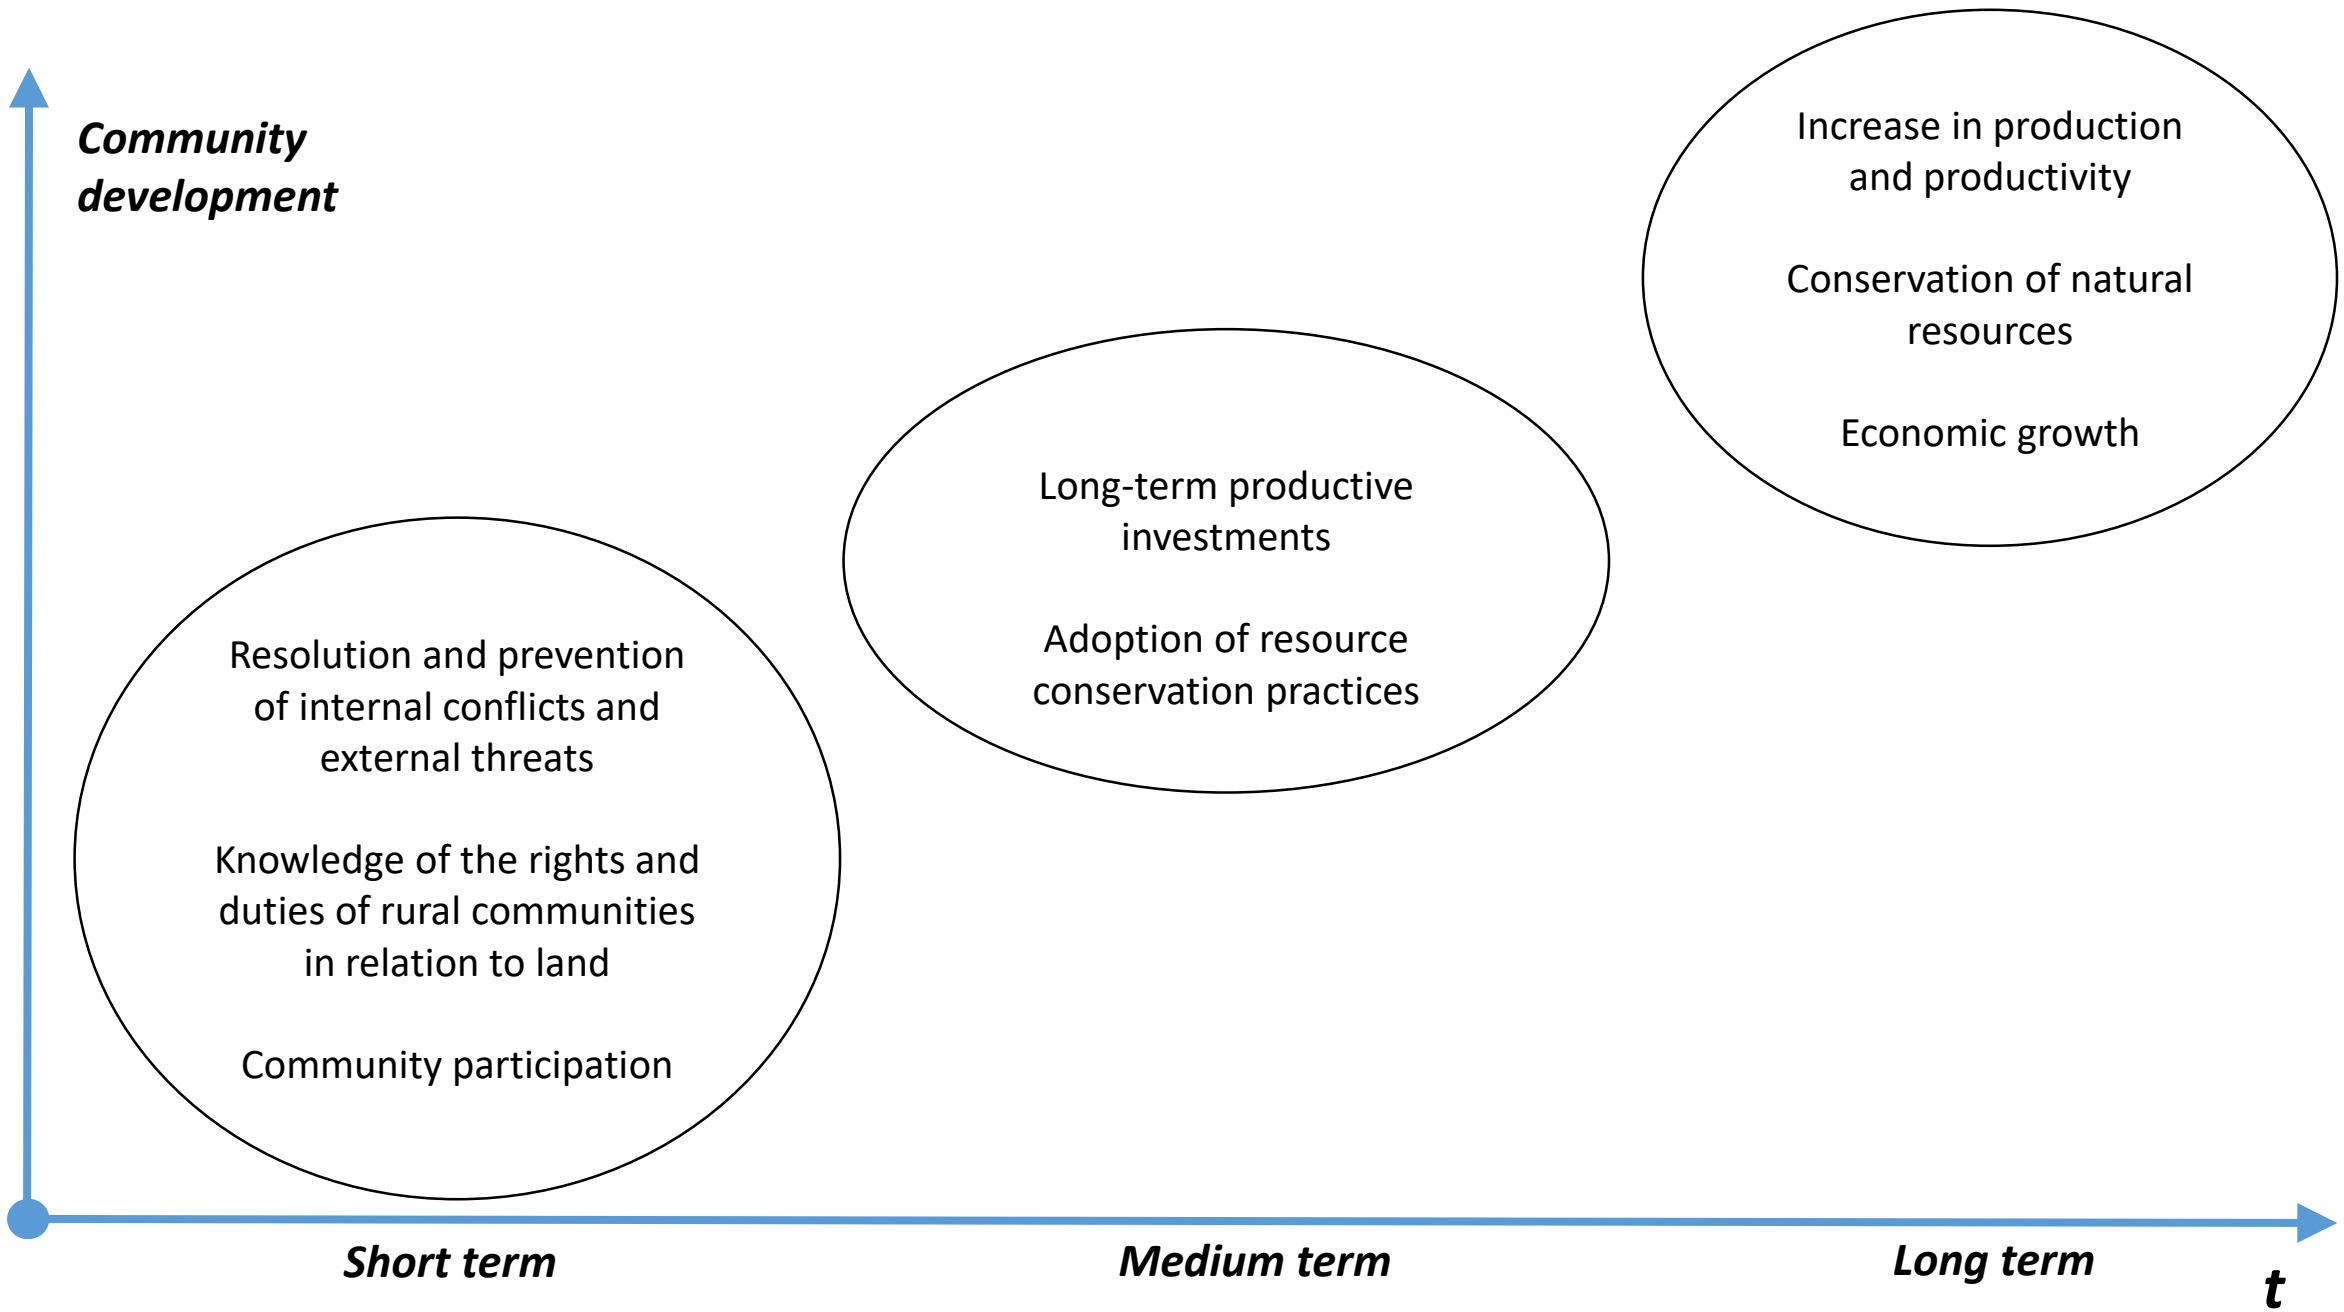 Community
development
Increase in production
and productivity
Conservation of natural
resources
Economic growth
Long-term productive
investments
Adoption of resource
conservation practices
Resolution and prevention
of internal conflicts and
external threats
Knowledge of the rights and
duties of rural communities
in relation to land
Community participation
Short term
Medium term
Long term
t